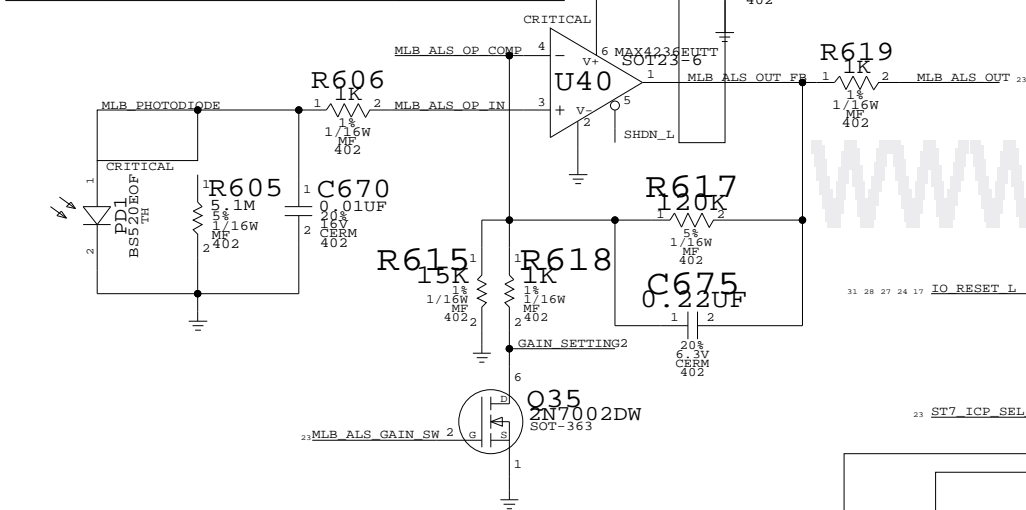 402
CRITICAL
MLB_ALS_OP_COMP
4
6
MAX4236EUTT
V+
SOT23-6
U40
1
MLB_ALS_OUT_FB
R619
1K
1
2
MLB_ALS_OUT 23
1%
1/16W
MF
402
R606
1K
MLB_PHOTODIODE
1
2
MLB_ALS_OP_IN
3
1%
1/16W
MF
402
V-
2
5
SHDN_L
CRITICAL
1
PD1
BS520EOF
TH
2
1
R605
5.1M
5%
1/16W
MF
402
2
1
C670
0.01UF
20%
16V
CERM
402
2
R617
120K
1
2
5%
1/16W
MF
402
R615
15K
1
1%
1/16W
MF
402
2
R618
1K
1
1%
1/16W
MF
402
2
C675
0.22UF
1
2
20%
6.3V
CERM
402
31 28 27 24 17 IO_RESET_L
GAIN_SETTING2
6
D
Q35
2N7002DW
SOT-363
23 MLB_ALS_GAIN_SW 2
G
S
1
23 ST7_ICP_SEL